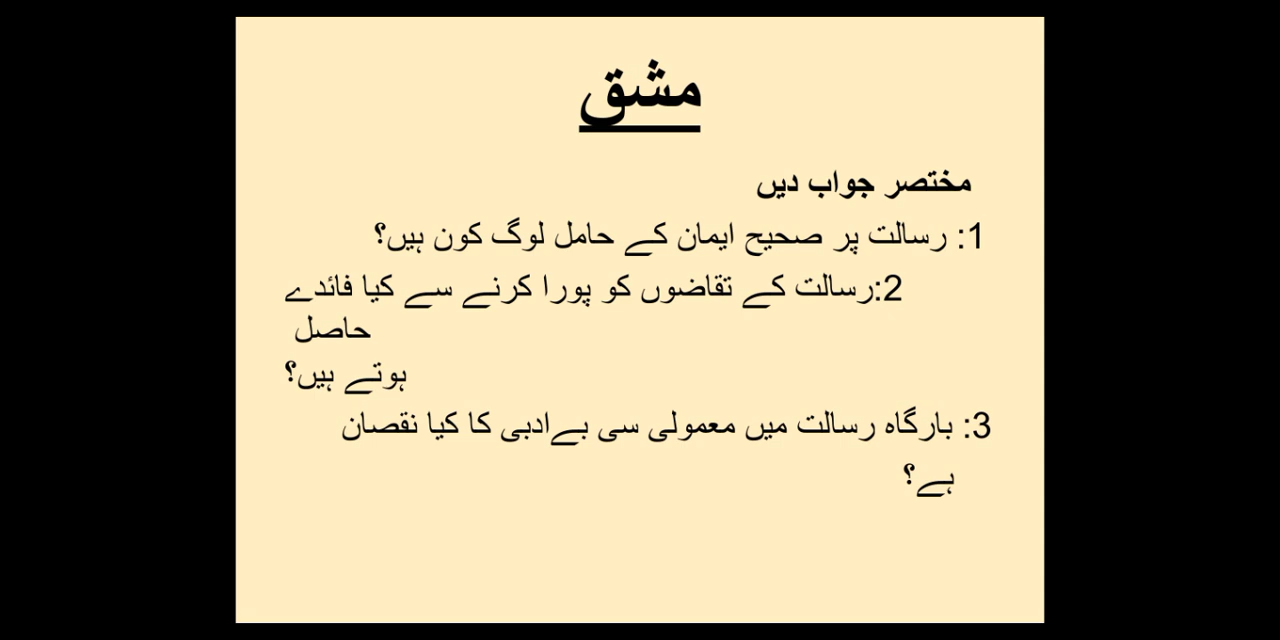 مشق
مختصر جواب دیں
1: رسالت پر صحیح ایمان کے حامل لوگ کون ہیں؟
2:رسالت کے تقاضوں کو پورا کرنے سے کیا فائدے
حاصل
ہوتے ہیں؟
3: بارگاہ رسالت میں معمولی سی بےادبی کا کیا نقصان
ہے؟